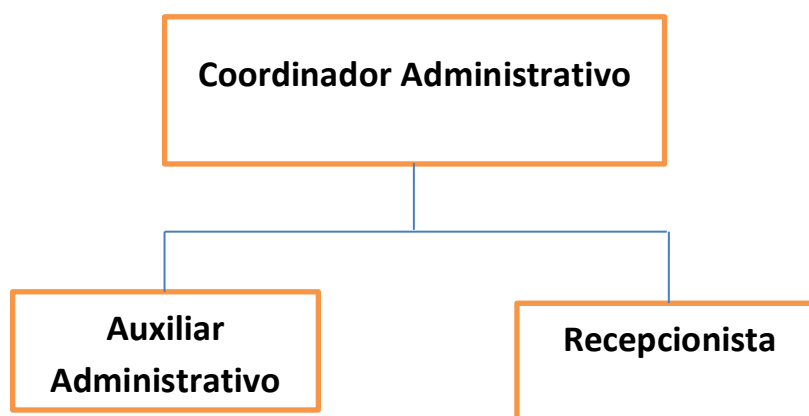 Coordinador Administrativo
Auxiliar
Administrativo
Recepcionista